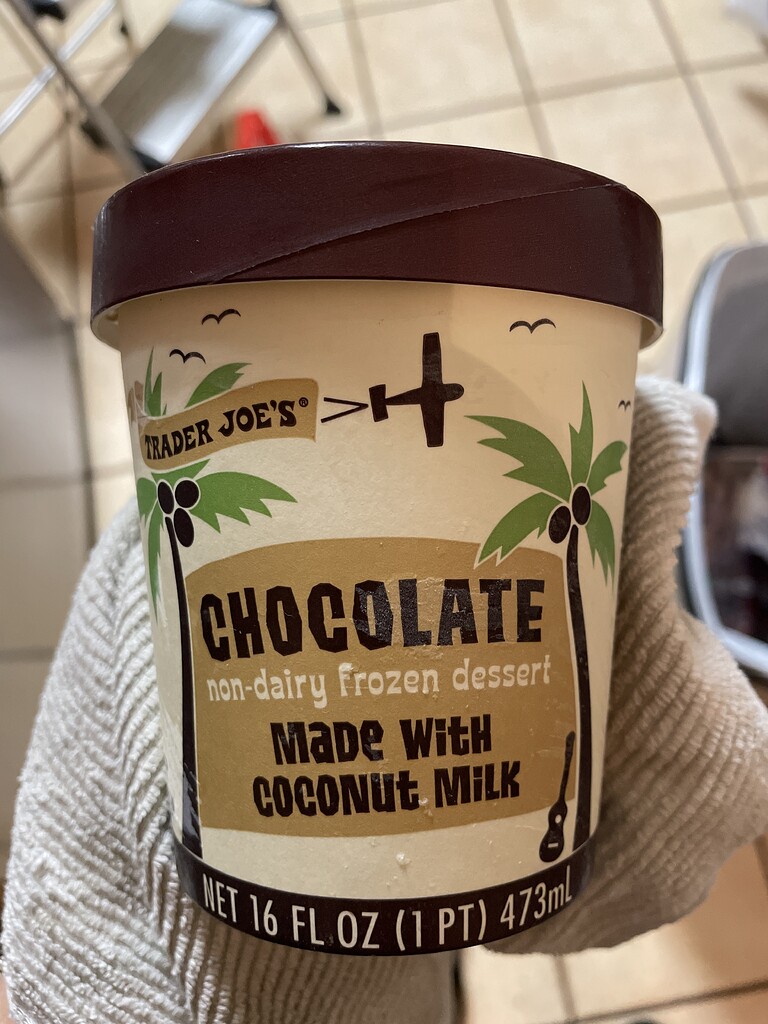 TRADER JOE'S®
CHOCOLATE
non-dairy frozen dessert
Made With
COCONUt MiLK
NET 16 FL OZ (1 PT) 473mL